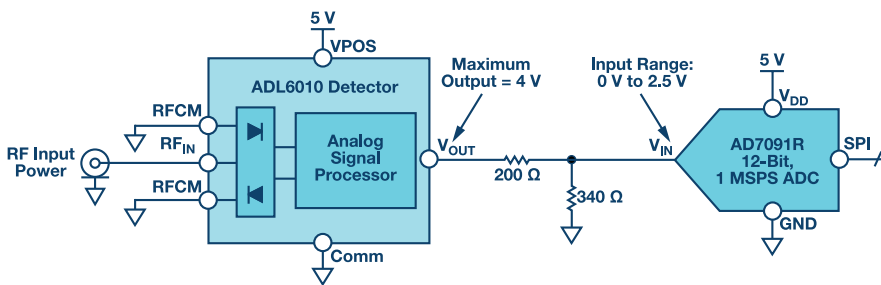 5 V
VPOS
ADL6010 Detector
RFCM
RFIN
RFCM
RF Input
Power
Analog
Signal
Processor
Comm
Maximum
Output = 4 V
VOUT
200 Ω
340 Ω
Input Range:
0 V to 2.5 V
VIN
5 V
VDD
AD7091R
12-Bit,
1 MSPS ADC
SPI
GND